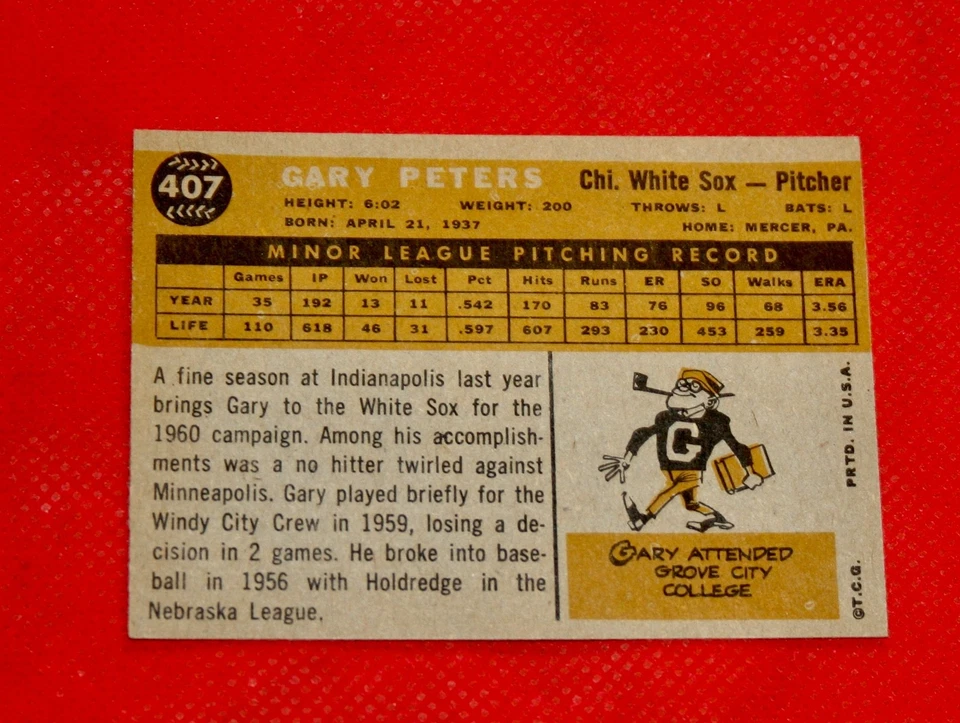 407
GARY PETERS Chi. White Sox — Pitcher
HEIGHT: 6:02 WEIGHT: 200 THROWS: L BATS: L
BORN: APRIL 21, 1937 HOME: MERCER, PA.
MINOR LEAGUE PITCHING RECORD
Games IP Won Lost Pct Hits Runs ER SO Walks ERA
YEAR 35 192 13 11 .542 170 83 76 96 68 3.56
LIFE 110 618 46 31 .597 607 293 230 453 259 3.35
A fine season at Indianapolis last year
brings Gary to the White Sox for the
1960 campaign. Among his accomplish-
ments was a no hitter twirled against
Minneapolis. Gary played briefly for the
Windy City Crew in 1959, losing a de-
cision in 2 games. He broke into base-
ball in 1956 with Holdredge in the
Nebraska League.
G
GARY ATTENDED
GROVE CITY
COLLEGE
PRTD. IN U.S.A.
©T.C.G.